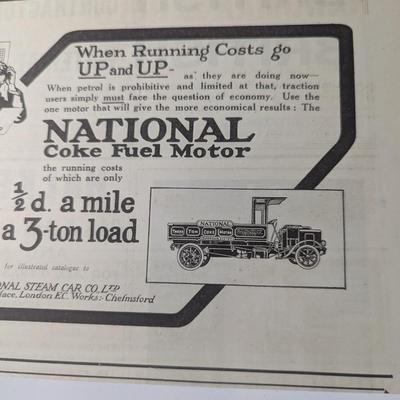 When Running Costs go
UP and UP-
as they are doing now—
When petrol is prohibitive and limited at that, traction
users simply must face the question of economy. Use the
one motor that will give the more economical results : The
NATIONAL
Coke Fuel Motor
the running costs
of which are only
½d. a mile
a 3-ton load
NATIONAL
THREE TON COKE MOTOR
for illustrated catalogue to
ONAL STEAM CAR CO, LTD
lace, London E.C. Works:- Chelmsford